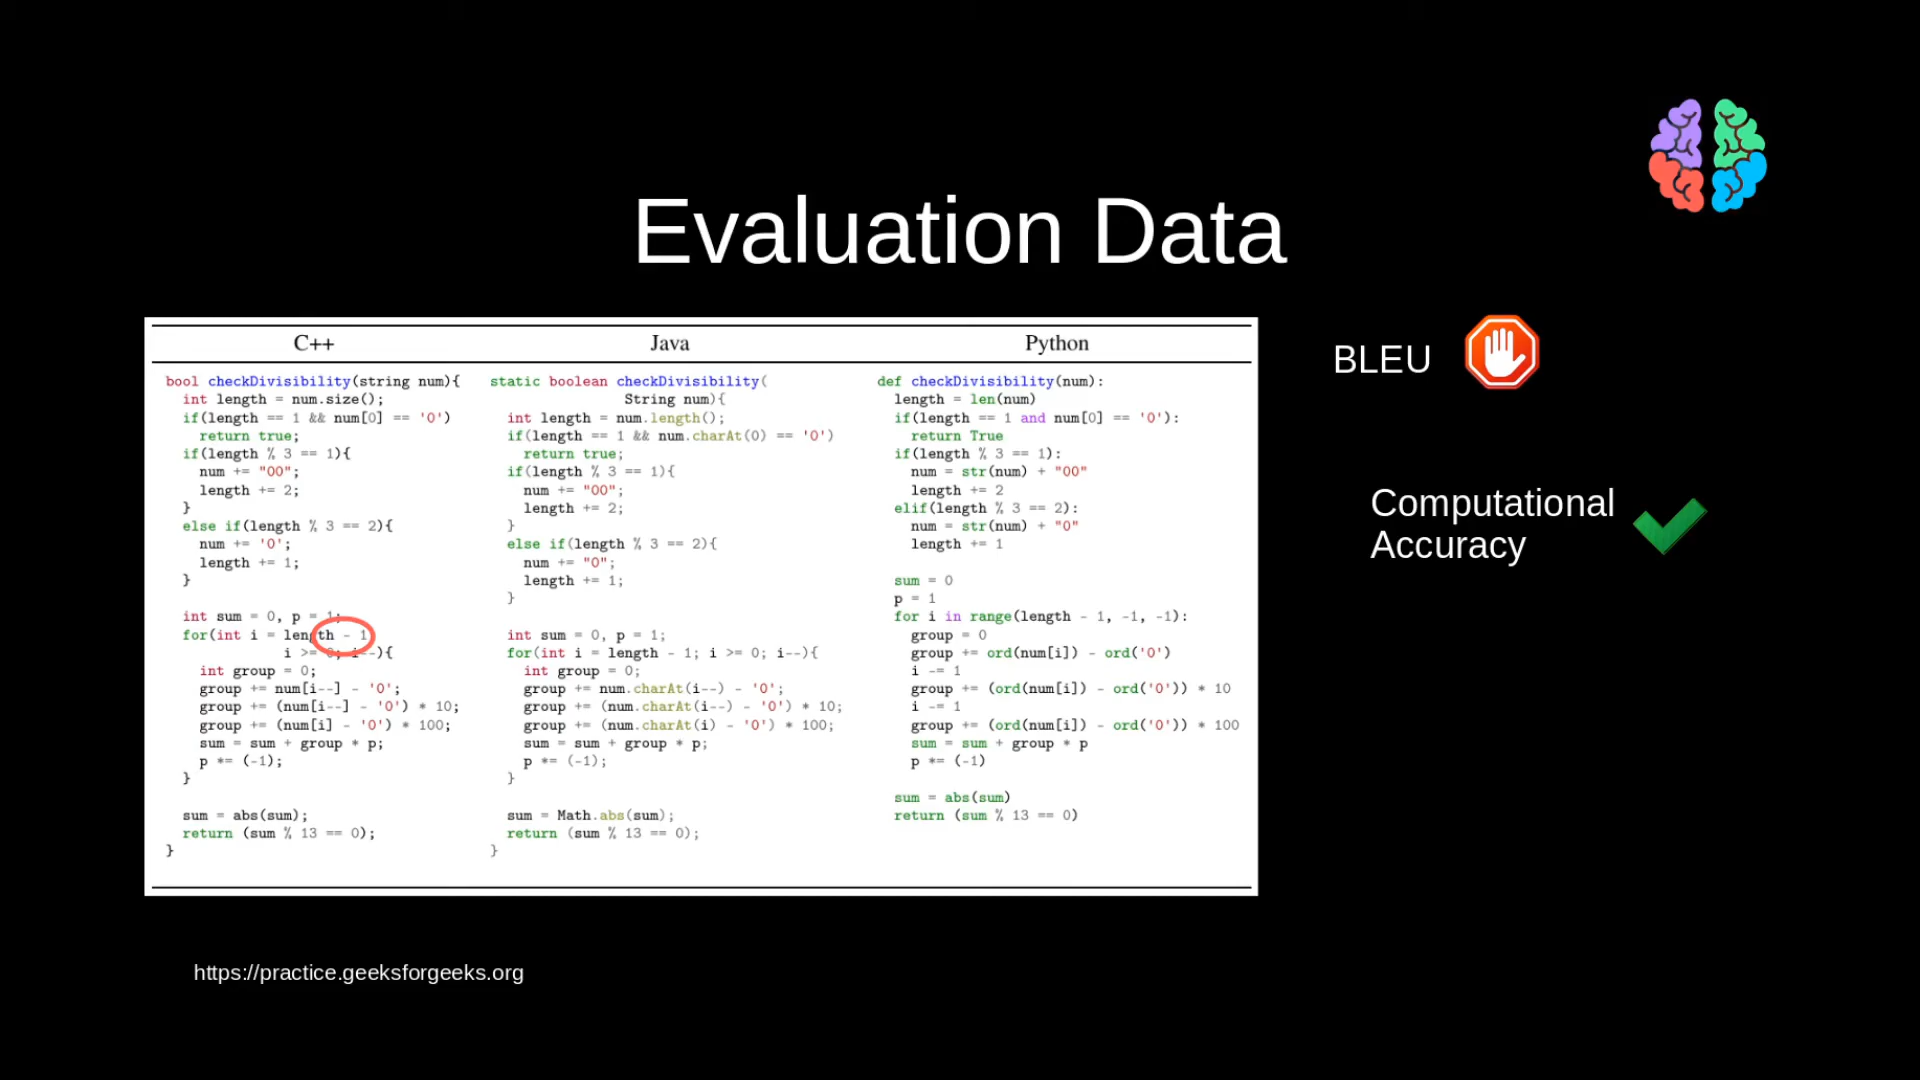 Evaluation Data
C++
bool checkDivisibility(string num){
int length = num.size();
if(length == 1 && num[0] == '0')
return true;
if(length % 3 == 1){
num += "00";
length += 2;
}
else if(length % 3 == 2){
num += '0';
length += 1;
}
int sum = 0, p = 1;
for(int i = length - 1
i >= 0; i--){
int group = 0;
group += num[i--] - '0';
group += (num[i--] - '0') * 10;
group += (num[i] - '0') * 100;
sum = sum + group * p;
p *= (-1);
}
sum = abs(sum);
return (sum % 13 == 0);
}
Java
static boolean checkDivisibility(
String num){
int length = num.length();
if(length == 1 && num.charAt(0) == '0')
return true;
if(length % 3 == 1){
num += "00";
length += 2;
}
else if(length % 3 == 2){
num += "0";
length += 1;
}
int sum = 0, p = 1;
for(int i = length - 1; i >= 0; i--){
int group = 0;
group += num.charAt(i--) - '0';
group += (num.charAt(i--) - '0') * 10;
group += (num.charAt(i) - '0') * 100;
sum = sum + group * p;
p *= (-1);
}
sum = Math.abs(sum);
return (sum % 13 == 0);
}
Python
def checkDivisibility(num):
length = len(num)
if(length == 1 and num[0] == '0'):
return True
if(length % 3 == 1):
num = str(num) + "00"
length += 2
elif(length % 3 == 2):
num = str(num) + "0"
length += 1
sum = 0
p = 1
for i in range(length - 1, -1, -1):
group = 0
group += ord(num[i]) - ord('0')
i -= 1
group += (ord(num[i]) - ord('0')) * 10
i -= 1
group += (ord(num[i]) - ord('0')) * 100
sum = sum + group * p
p *= (-1)
sum = abs(sum)
return (sum % 13 == 0)
BLEU
Computational
Accuracy
https://practice.geeksforgeeks.org